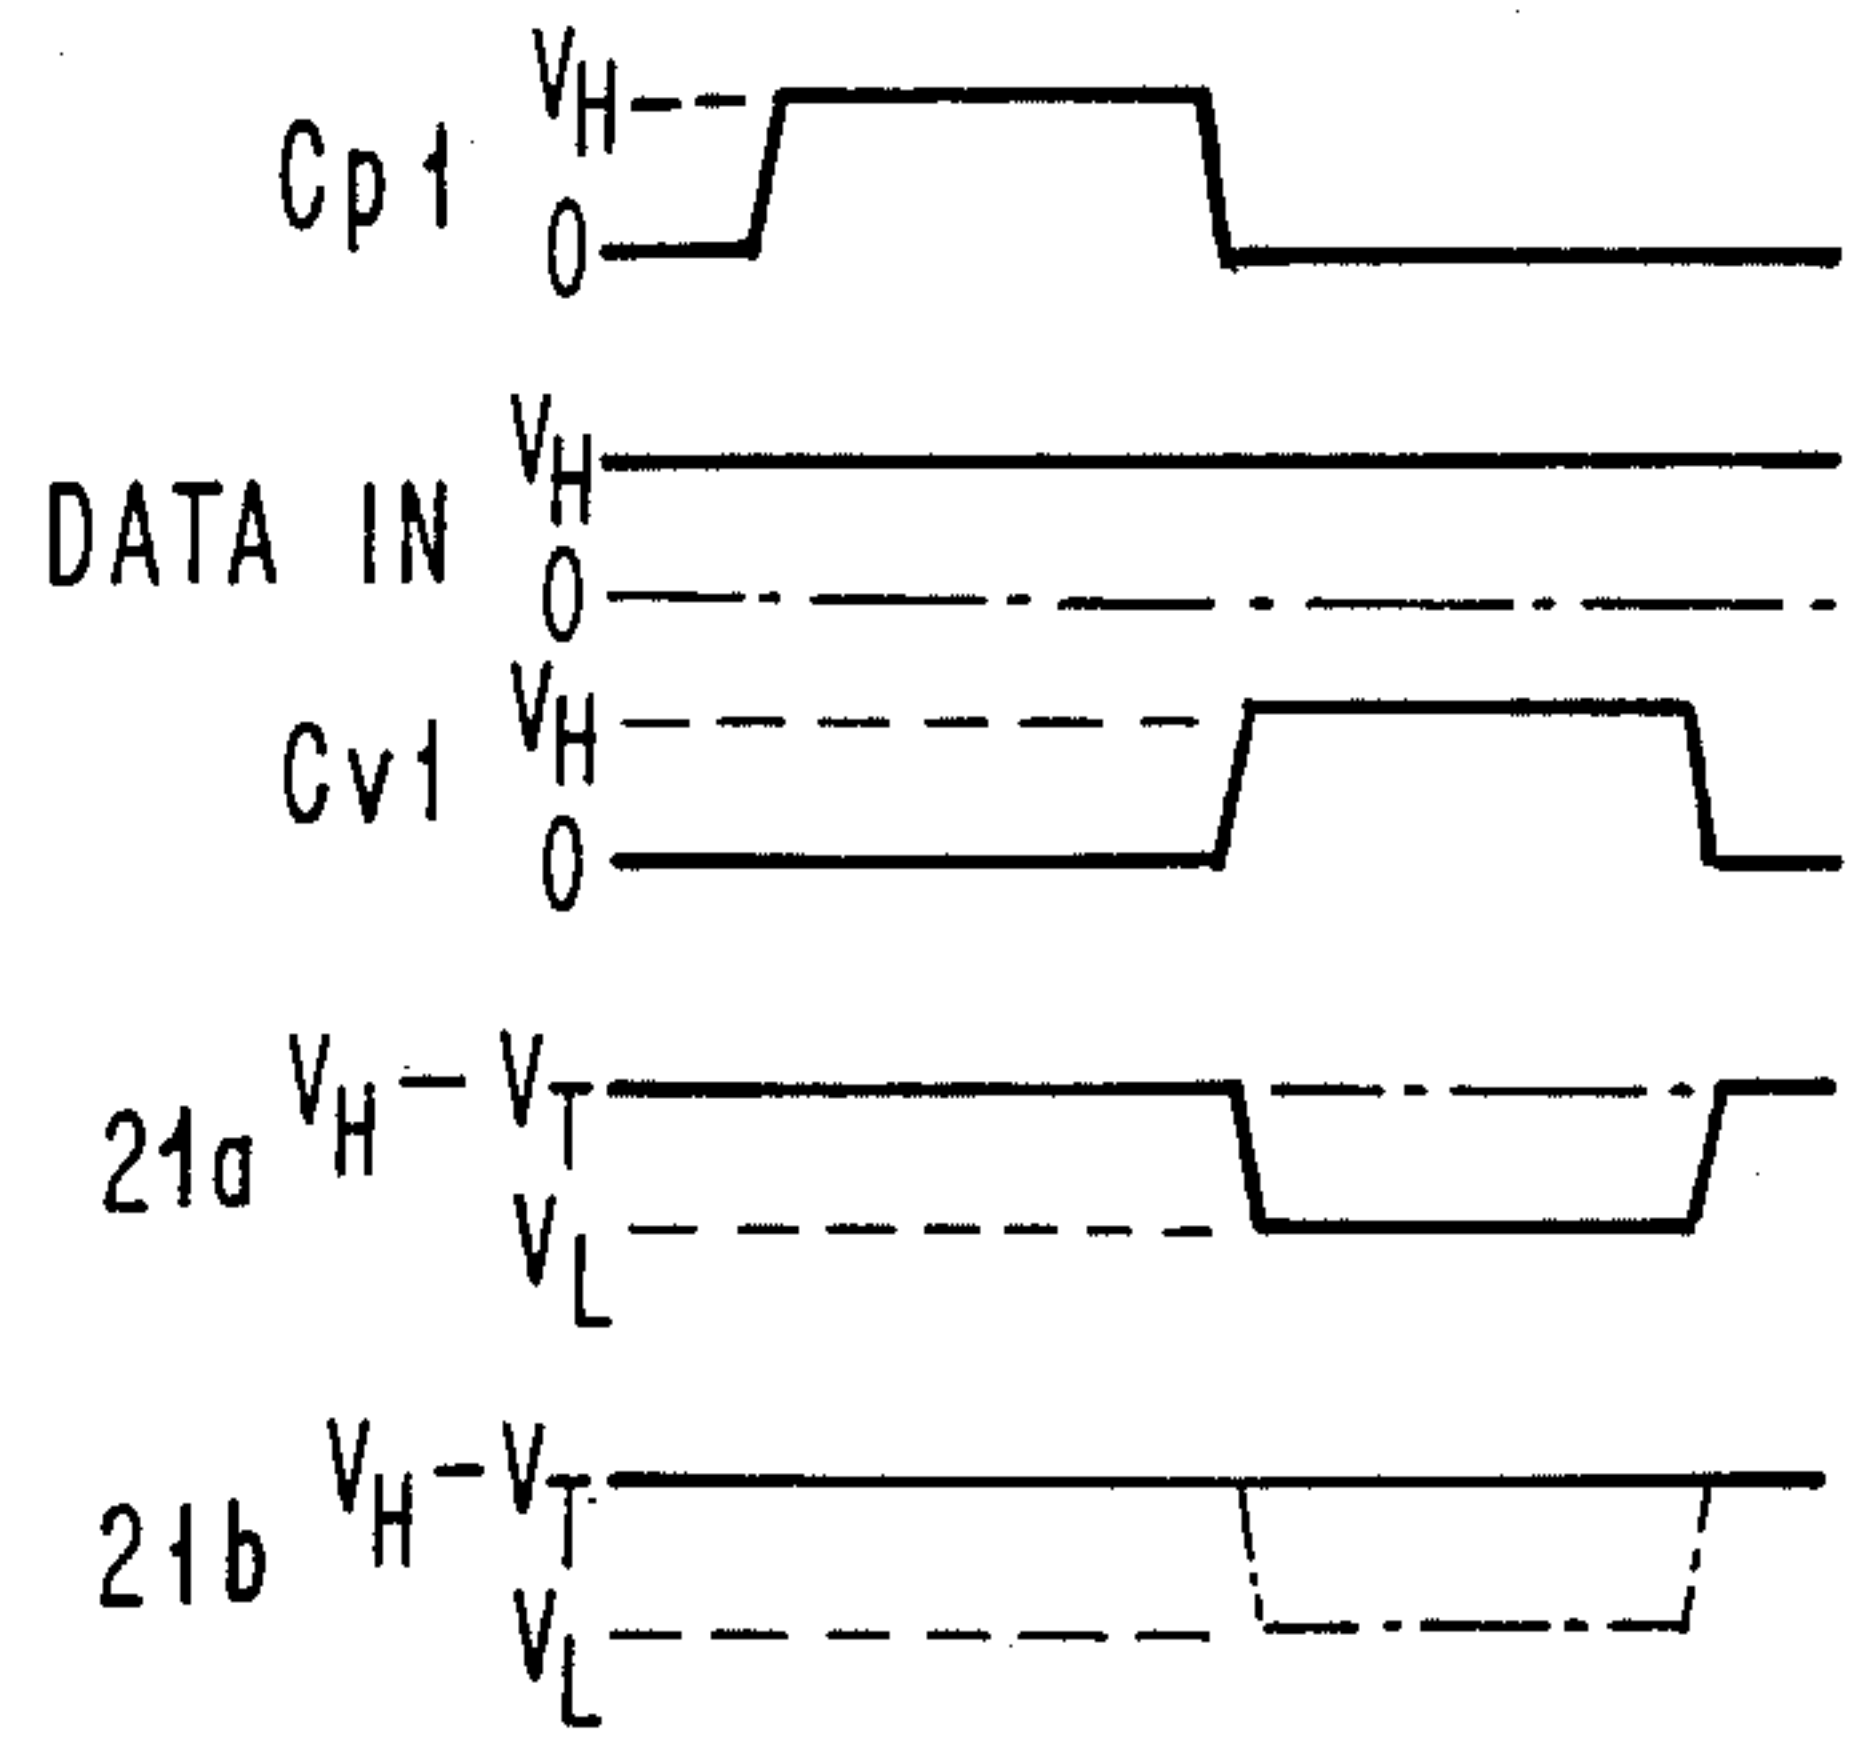 Cp1 VH
0
DATA IN VH
0
Cv1 VH
0
21a VH - VT
VL
21b VH - VT
VL